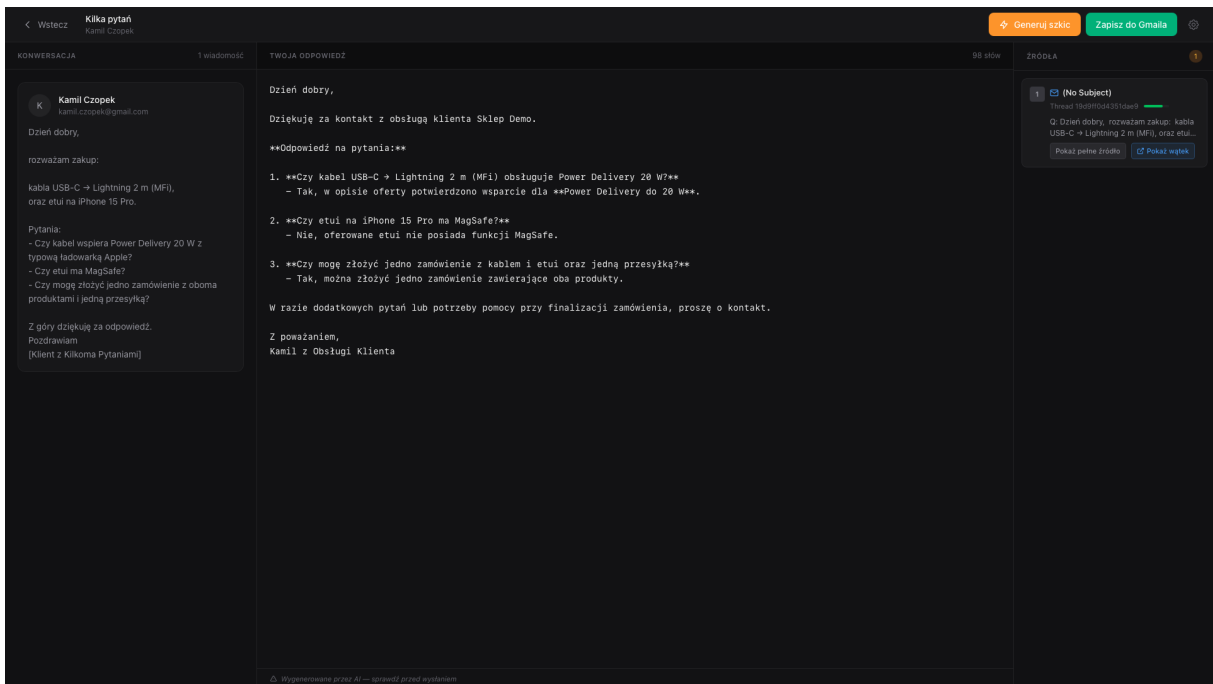 Wstecz
Kilka pytań
Kamil Czopek
Generuj szkic
Zapisz do Gmaila
KONWERSACJA
1 wiadomość
K
Kamil Czopek
kamil.czopek@gmail.com
Dzień dobry,
rozważam zakup:
kabla USB-C → Lightning 2 m (MFi),
oraz etui na iPhone 15 Pro.
Pytania:
- Czy kabel wspiera Power Delivery 20 W z
typową ładowarką Apple?
- Czy etui ma MagSafe?
- Czy mogę złożyć jedno zamówienie z oboma
produktami i jedną przesyłką?
Z góry dziękuję za odpowiedź.
Pozdrawiam
[Klient z Kilkoma Pytaniami]
TWOJA ODPOWIEDŹ
98 słów
Dzień dobry,
Dziękuję za kontakt z obsługą klienta Sklep Demo.
**Odpowiedź na pytania:**
1. **Czy kabel USB-C → Lightning 2 m (MFi) obsługuje Power Delivery 20 W?**
– Tak, w opisie oferty potwierdzono wsparcie dla **Power Delivery do 20 W**.
2. **Czy etui na iPhone 15 Pro ma MagSafe?**
– Nie, oferowane etui nie posiada funkcji MagSafe.
3. **Czy mogę złożyć jedno zamówienie z kablem i etui oraz jedną przesyłką?**
– Tak, można złożyć jedno zamówienie zawierające oba produkty.
W razie dodatkowych pytań lub potrzeby pomocy przy finalizacji zamówienia, proszę o kontakt.
Z poważaniem,
Kamil z Obsługi Klienta
Wygenerowane przez AI — sprawdź przed wysłaniem
ŹRÓDŁA
1
1
(No Subject)
Thread 19d9ff0d4351dae9
Q: Dzień dobry, rozważam zakup: kabla
USB-C → Lightning 2 m (MFi), oraz etui...
Pokaż pełne źródło
Pokaż wątek